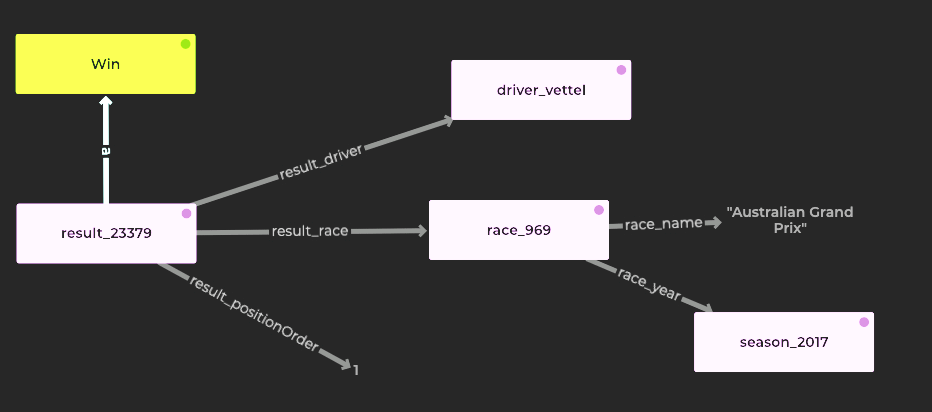 Win
driver_vettel
a
result_driver
result_23379
result_race
race_969
race_name
"Australian Grand
Prix"
race_year
result_positionOrder
season_2017
1